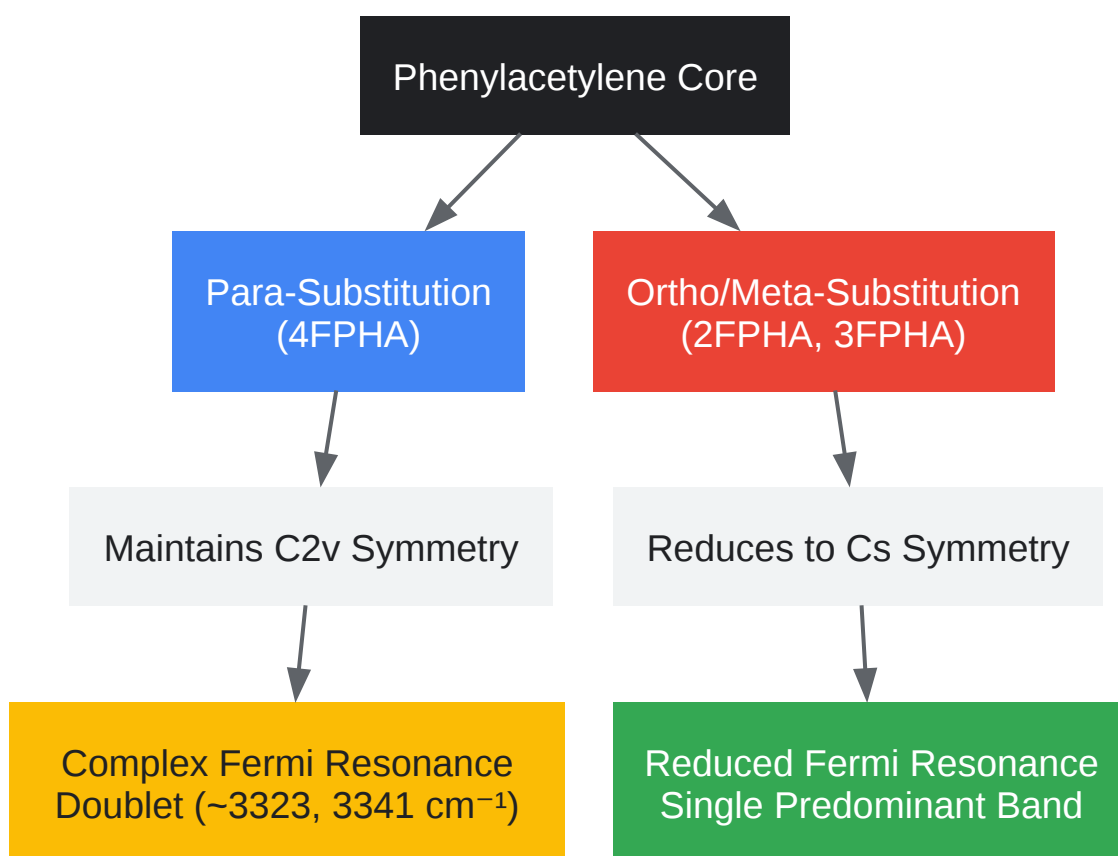 Phenylacetylene Core
Para-Substitution
(4FPHA)
Ortho/Meta-Substitution
(2FPHA, 3FPHA)
Maintains C2v Symmetry
Reduces to Cs Symmetry
Complex Fermi Resonance
Doublet (~3323, 3341 cm⁻¹)
Reduced Fermi Resonance
Single Predominant Band